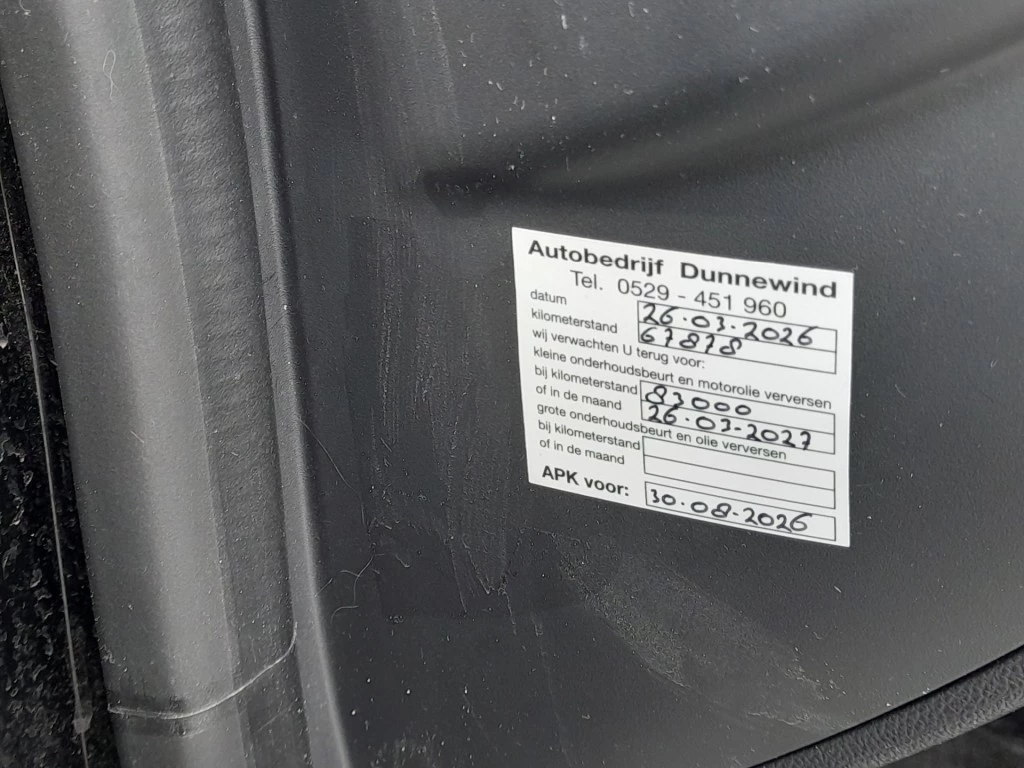 Autobedrijf Dunnewind
Tel. 0529 - 451 960
datum 26-03-2026
kilometerstand 67878
wij verwachten U terug voor:
kleine onderhoudsbeurt en motorolie verversen
bij kilometerstand 83000
of in de maand 26-03-2027
grote onderhoudsbeurt en olie verversen
bij kilometerstand
of in de maand
APK voor: 30-08-2026